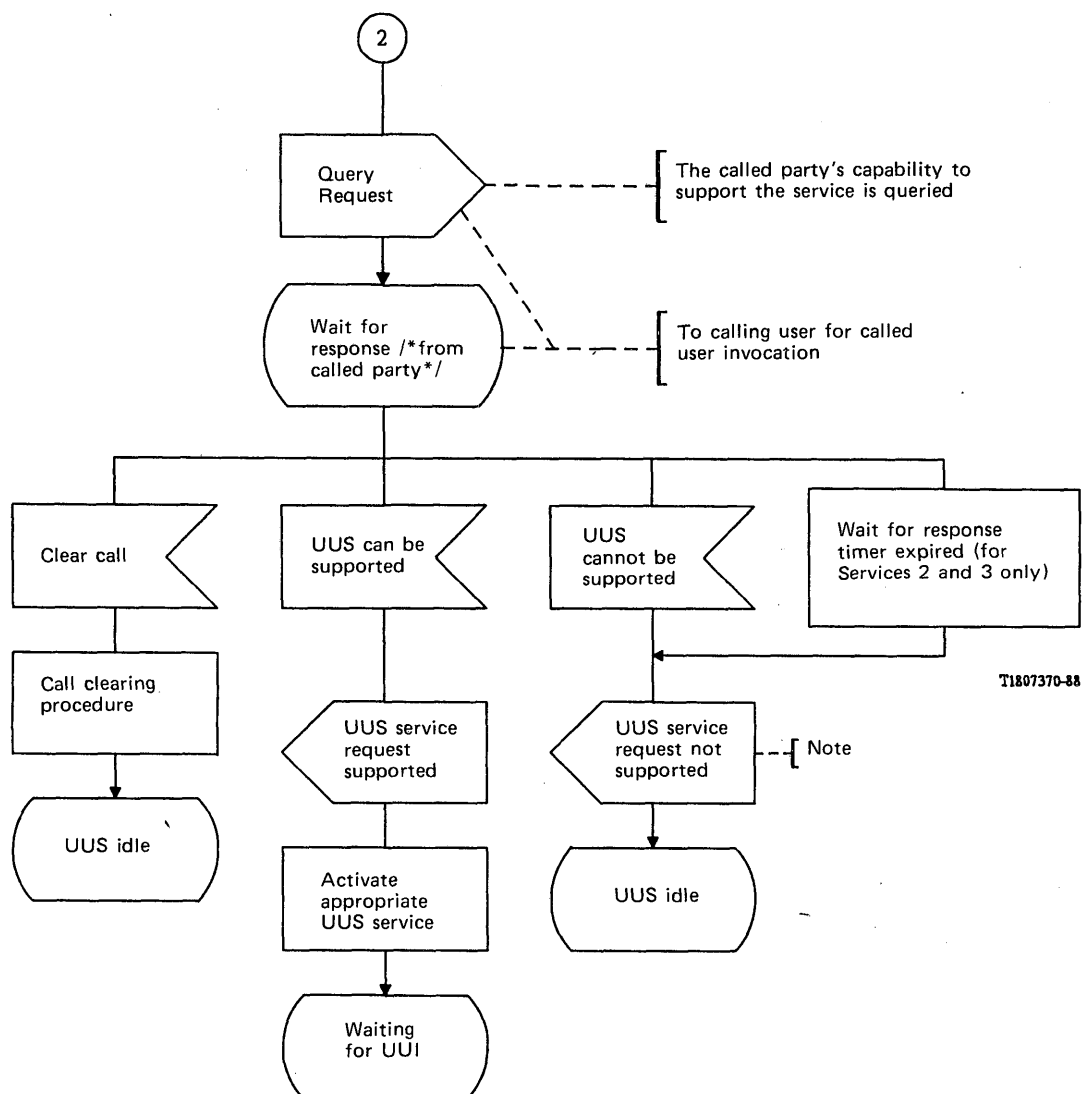 2
Query
Request
The called party's capability to
support the service is queried
Wait for
response /*from
called party*/
To calling user for called
user invocation
Clear call
UUS can be
supported
UUS
cannot be
supported
Wait for response
timer expired (for
Services 2 and 3 only)
T1807370-88
Call clearing
procedure
UUS service
request
supported
UUS service
request not
supported
Note
UUS idle
Activate
appropriate
UUS service
UUS idle
Waiting
for UUI